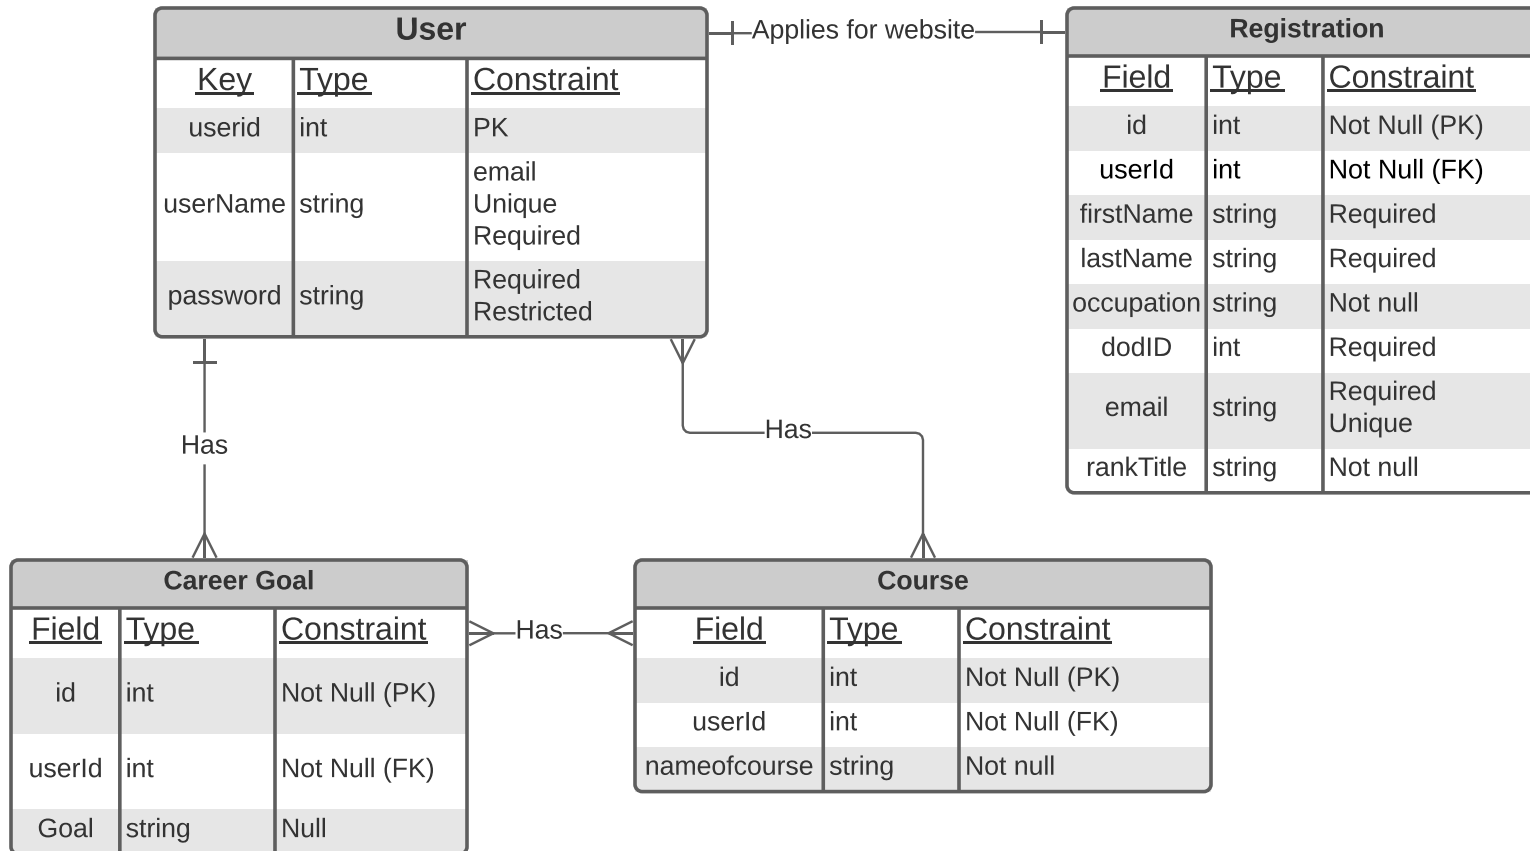 User
Key Type Constraint
userid int PK
userName string email
Unique
Required
password string Required
Restricted
Applies for website
Registration
Field Type Constraint
id int Not Null (PK)
userId int Not Null (FK)
firstName string Required
lastName string Required
occupation string Not null
dodID int Required
email string Required
Unique
rankTitle string Not null
Has
Has
Career Goal
Field Type Constraint
id int Not Null (PK)
userId int Not Null (FK)
Goal string Null
Has
Course
Field Type Constraint
id int Not Null (PK)
userId int Not Null (FK)
nameofcourse string Not null